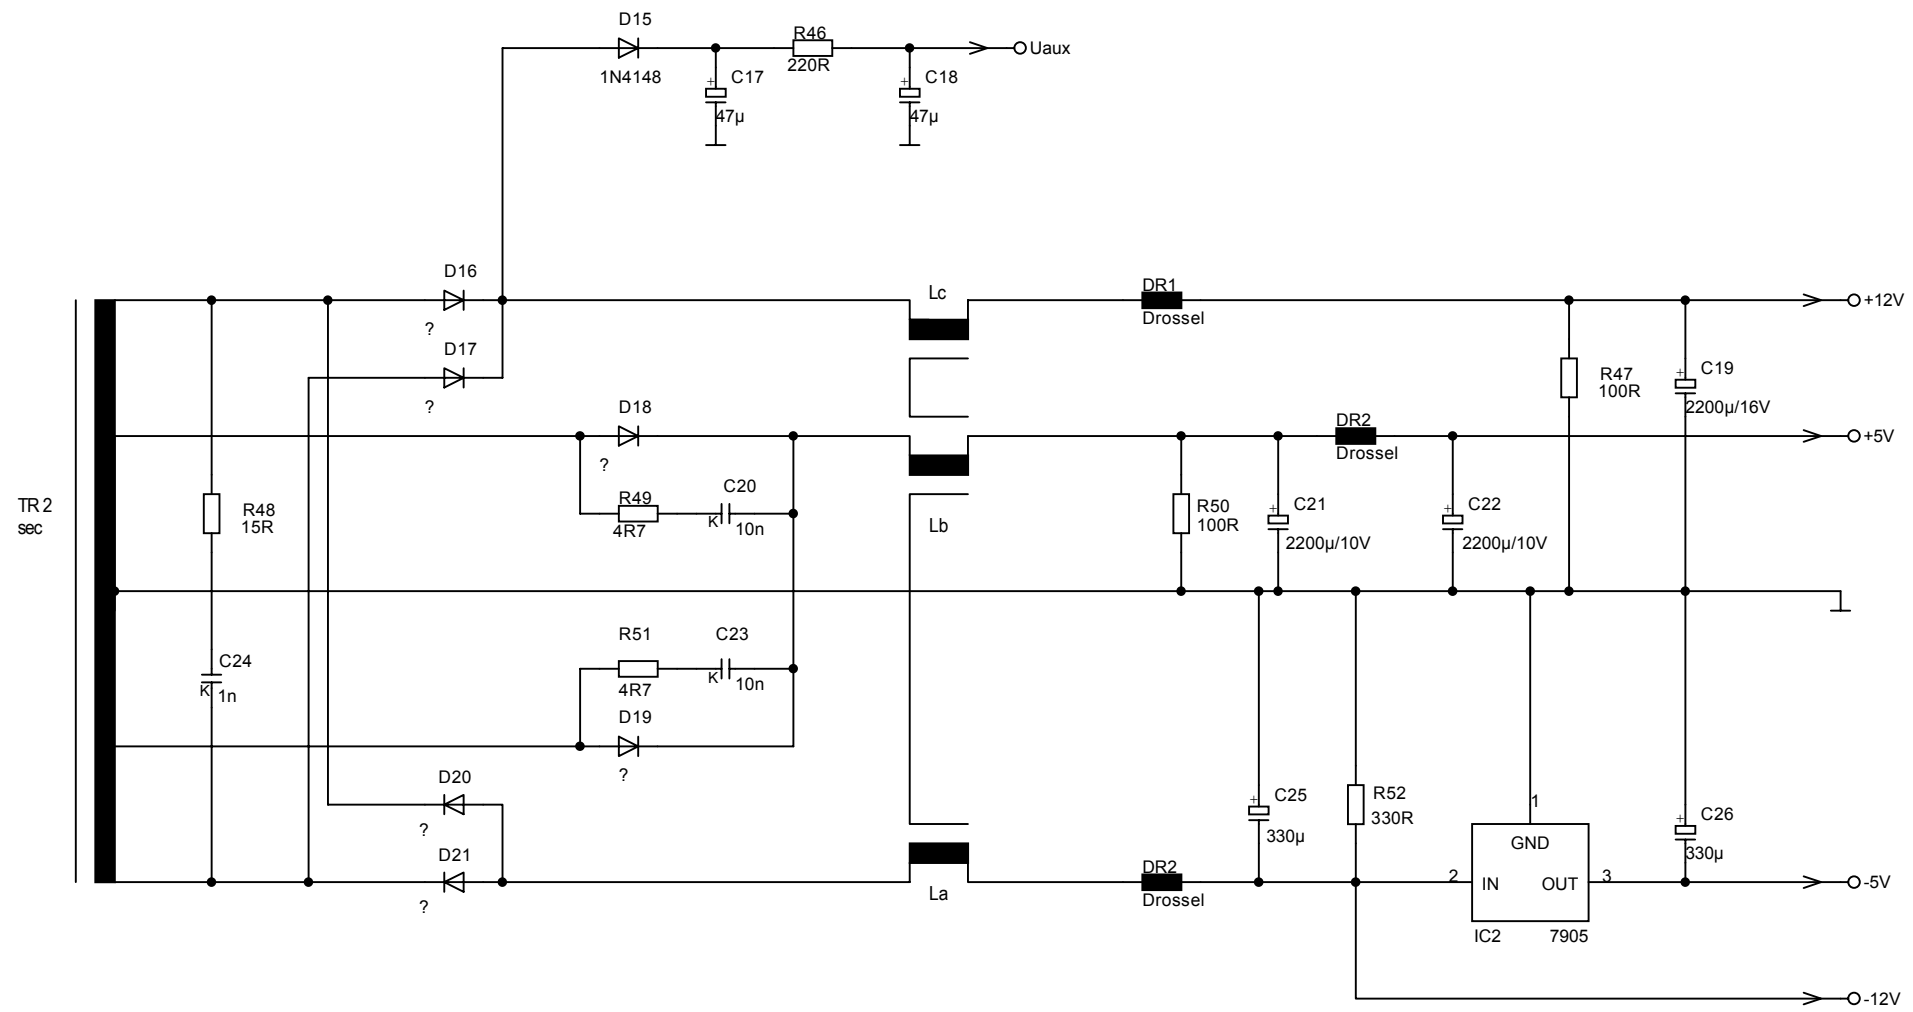 D15
1N4148
C17
47µ
R46
220R
C18
47µ
Uaux
D16
?
D17
?
Lc
DR1
Drossel
+12V
R47
100R
C19
2200µ/16V
D18
?
DR2
Drossel
+5V
R49
4R7
C20
K
10n
TR2
sec
R48
15R
Lb
R50
100R
C21
2200µ/10V
C22
2200µ/10V
R51
4R7
C23
K
10n
C24
K
1n
D19
?
D20
?
D21
?
La
DR2
Drossel
C25
330µ
R52
330R
1
GND
2
IN
OUT
3
IC2
7905
C26
330µ
-5V
-12V
+
+
+
+
+
+
+